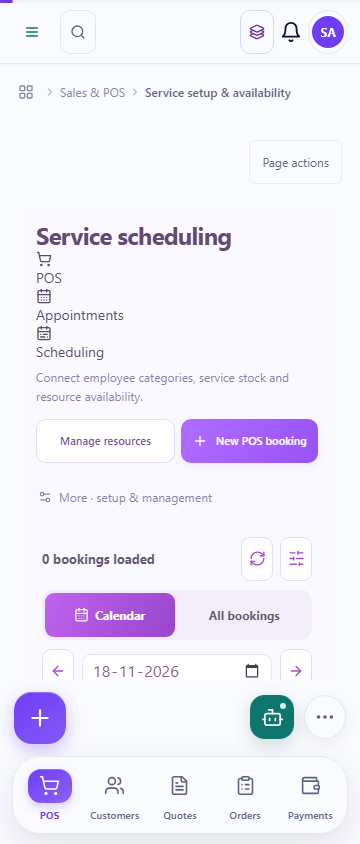 SA
Sales & POS
Service setup & availability
Page actions
Service scheduling
POS
Appointments
Scheduling
Connect employee categories, service stock and
resource availability.
Manage resources
New POS booking
More · setup & management
0 bookings loaded
Calendar
All bookings
18-11-2026
POS
Customers
Quotes
Orders
Payments